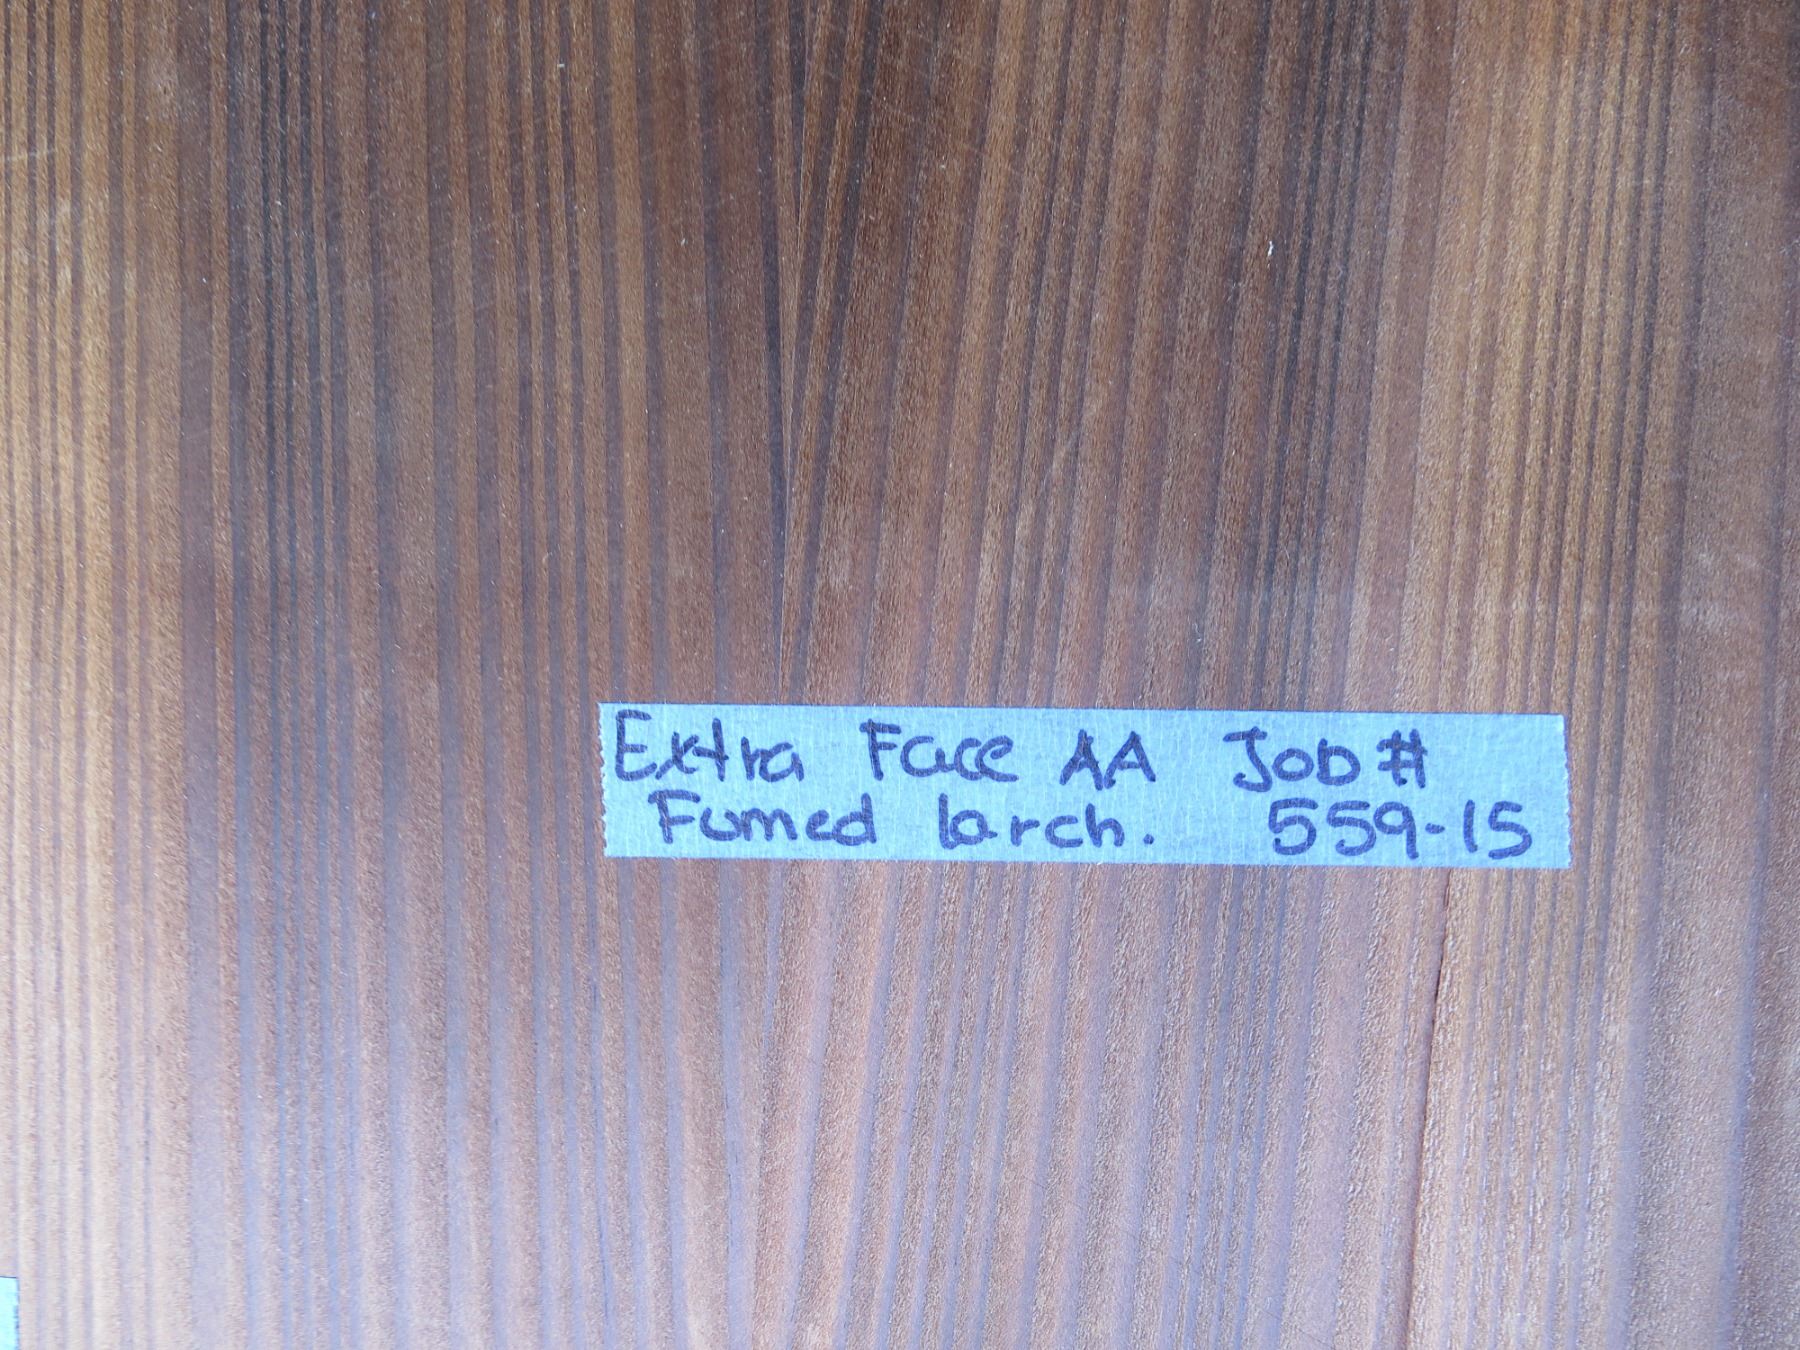 Extra Face AA Job #
Fumed larch. 559-15